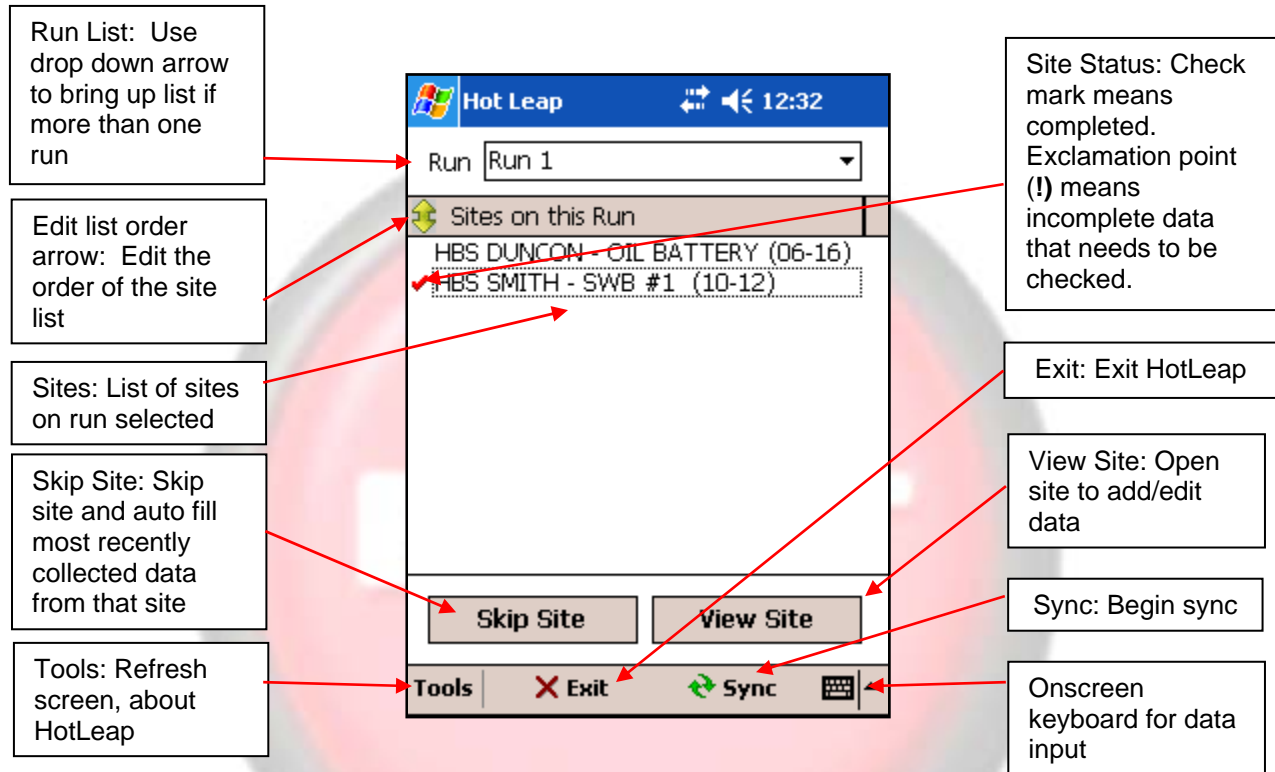 Run List: Use
drop down arrow
to bring up list if
more than one
run
Edit list order
arrow: Edit the
order of the site
list
Sites: List of sites
on run selected
Skip Site: Skip
site and auto fill
most recently
collected data
from that site
Tools: Refresh
screen, about
HotLeap
Hot Leap 12:32
Run Run 1
Sites on this Run
HBS DUNCON - OIL BATTERY (06-16)
HBS SMITH - SWB #1 (10-12)
Skip Site View Site
Tools Exit Sync
Site Status: Check
mark means
completed.
Exclamation point
(!) means
incomplete data
that needs to be
checked.
Exit: Exit HotLeap
View Site: Open
site to add/edit
data
Sync: Begin sync
Onscreen
keyboard for data
input